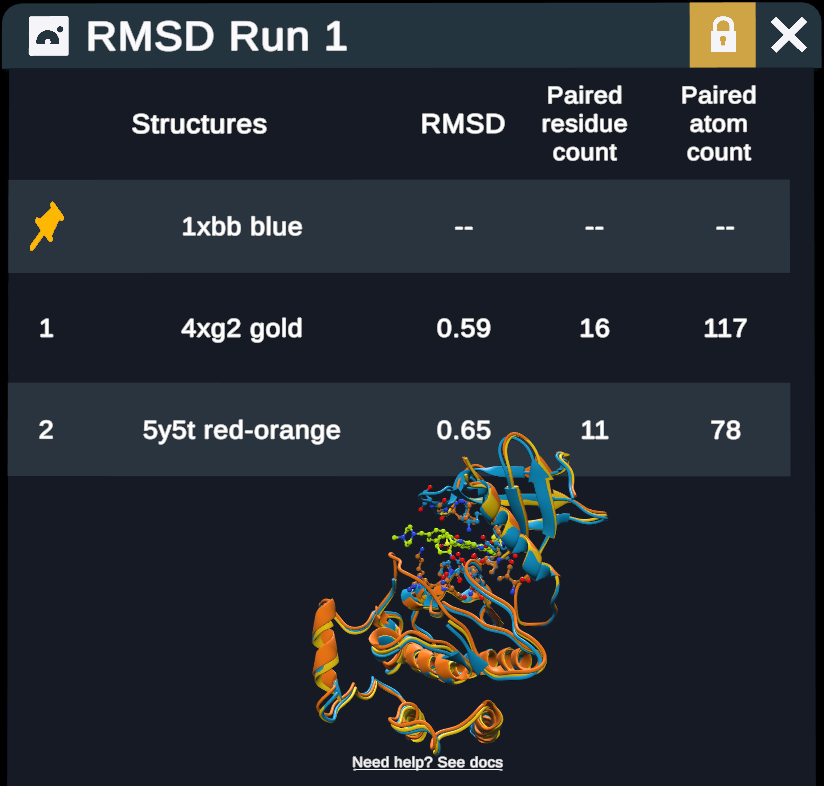 RMSD Run 1
Structures RMSD Paired residue count Paired atom count
1xbb blue -- -- --
1 4xg2 gold 0.59 16 117
2 5y5t red-orange 0.65 11 78
Need help? See docs